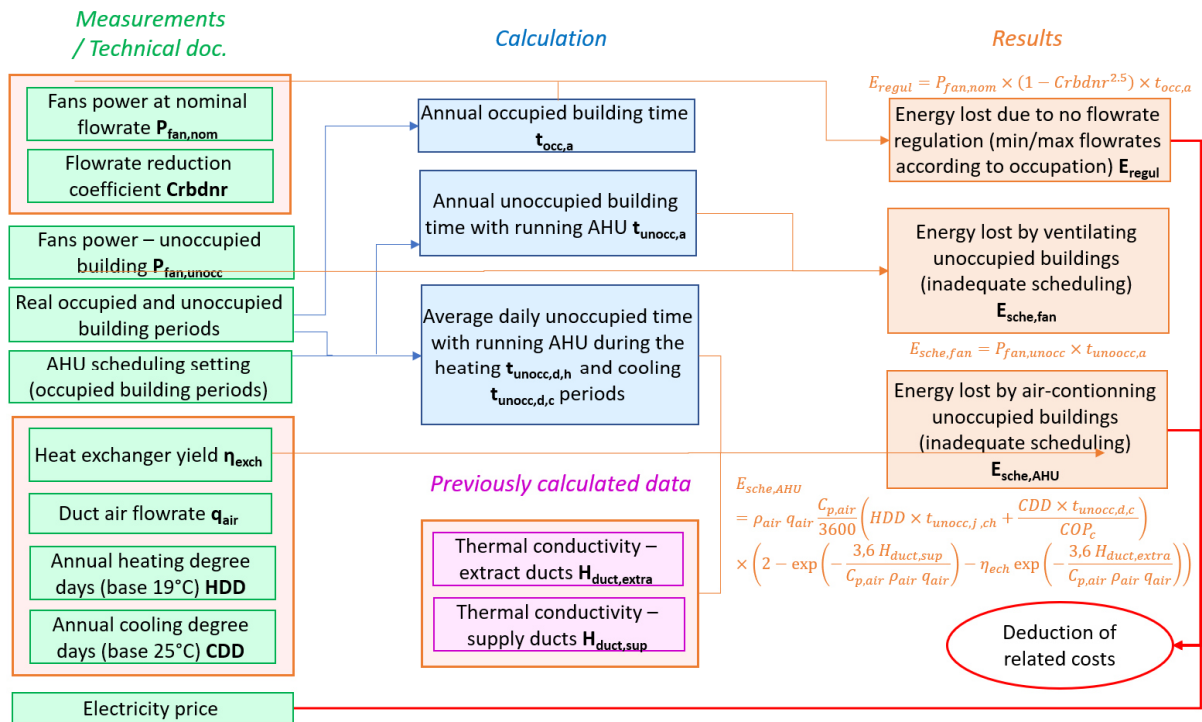 Measurements
/ Technical doc.
Calculation
Results
Fans power at nominal
flowrate P_fan,nom
Flowrate reduction
coefficient Crbdnr
Fans power – unoccupied
building P_fan,unocc
Real occupied and unoccupied
building periods
AHU scheduling setting
(occupied building periods)
Heat exchanger yield η_exch
Duct air flowrate q_air
Annual heating degree
days (base 19°C) HDD
Annual cooling degree
days (base 25°C) CDD
Electricity price
Annual occupied building time
t_occ,a
Annual unoccupied building
time with running AHU t_unocc,a
Average daily unoccupied time
with running AHU during the
heating t_unocc,d,h and cooling
t_unocc,d,c periods
Previously calculated data
Thermal conductivity –
extract ducts H_duct,extra
Thermal conductivity –
supply ducts H_duct,sup
E_regul = P_fan,nom × (1 − Crbdnr^2.5) × t_occ,a
Energy lost due to no flowrate
regulation (min/max flowrates
according to occupation) E_regul
Energy lost by ventilating
unoccupied buildings
(inadequate scheduling)
E_sche,fan
E_sche,fan = P_fan,unocc × t_unoocc,a
Energy lost by air-contionning
unoccupied buildings
(inadequate scheduling)
E_sche,AHU
E_sche,AHU
= ρ_air q_air C_p,air/3600 (HDD × t_unocc,j,ch + CDD × t_unocc,d,c/COP_c)
× (2 − exp(− 3,6 H_duct,sup/C_p,air ρ_air q_air) − η_ech exp(− 3,6 H_duct,extra/C_p,air ρ_air q_air))
Deduction of
related costs